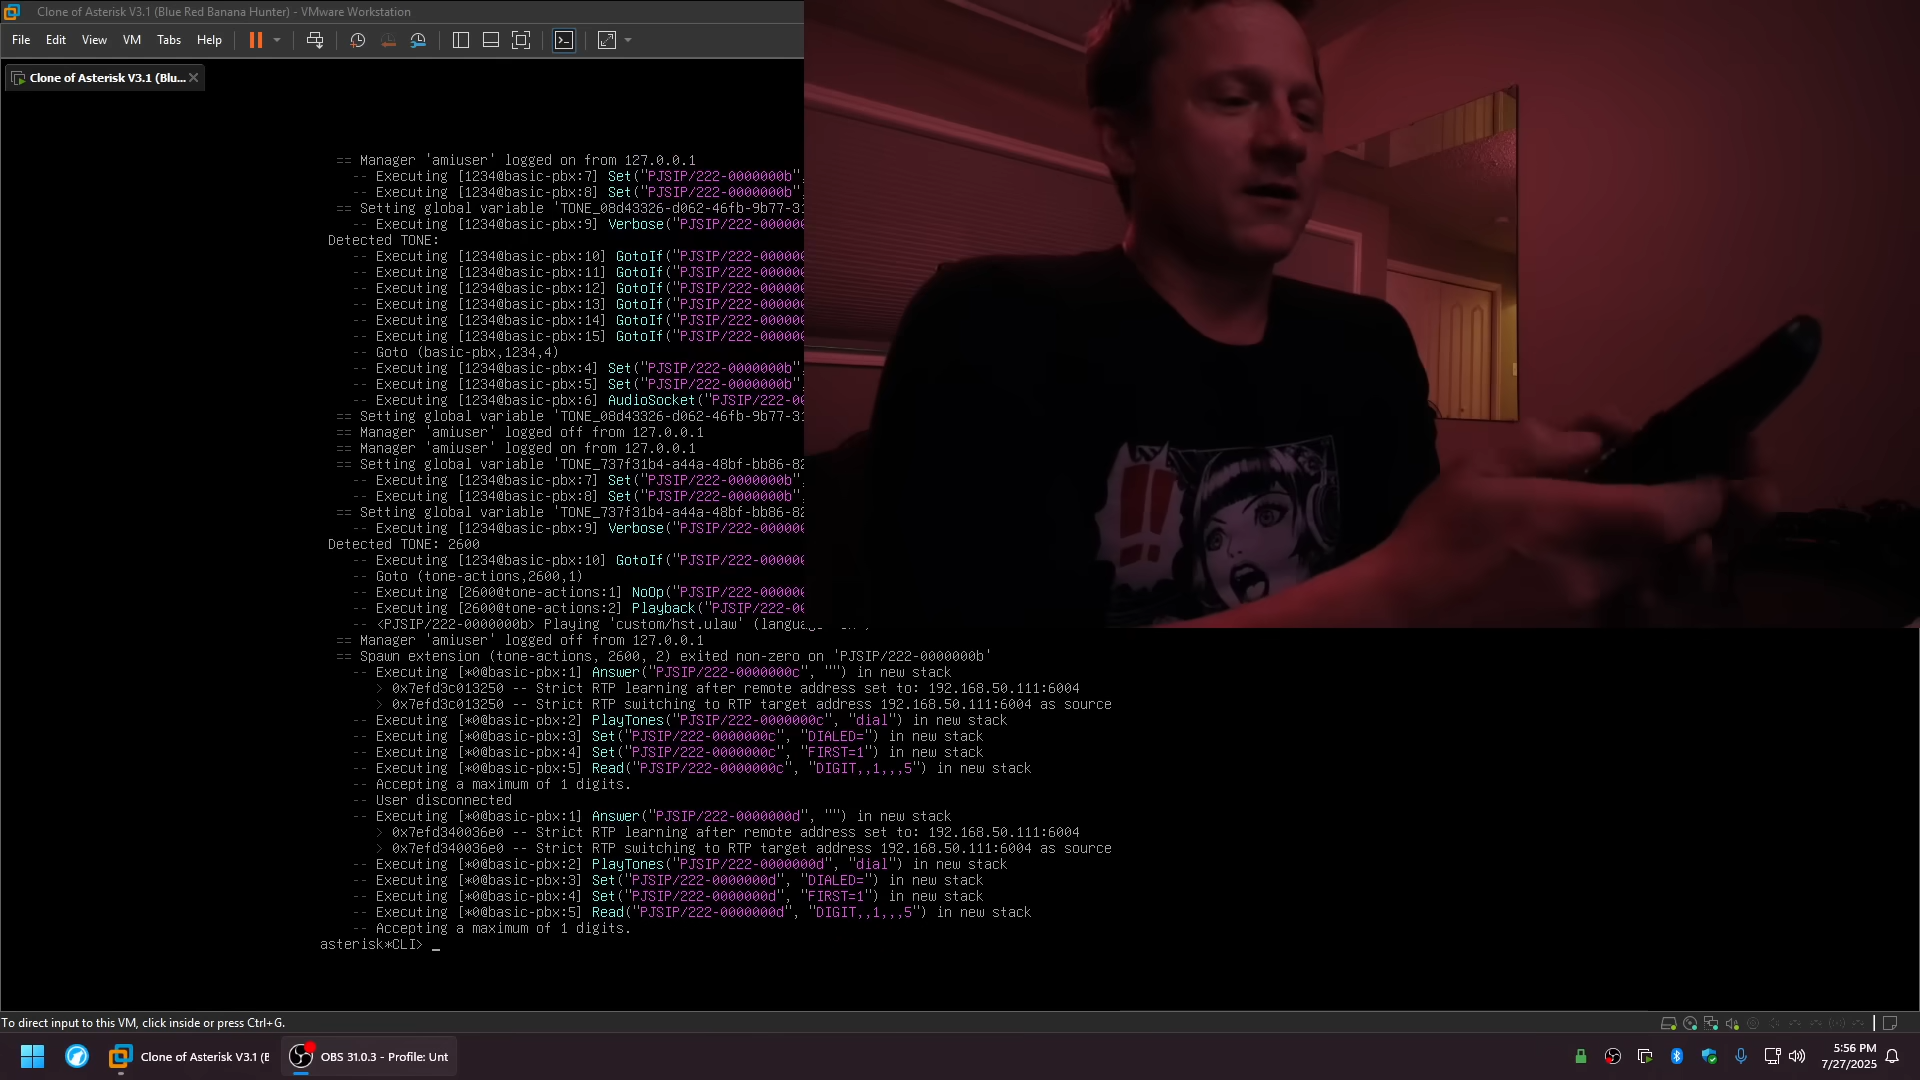 Clone of Asterisk V3.1 (Blue Red Banana Hunter) - VMware Workstation
File Edit View VM Tabs Help
Clone of Asterisk V3.1 (Blu...
== Manager 'amiuser' logged on from 127.0.0.1
-- Executing [1234@basic-pbx:7] Set("PJSIP/222-0000000b",
-- Executing [1234@basic-pbx:8] Set("PJSIP/222-0000000b",
== Setting global variable 'TONE_08d43326-d062-46fb-9b77-31
-- Executing [1234@basic-pbx:9] Verbose("PJSIP/222-000000
Detected TONE:
-- Executing [1234@basic-pbx:10] GotoIf("PJSIP/222-000000
-- Executing [1234@basic-pbx:11] GotoIf("PJSIP/222-000000
-- Executing [1234@basic-pbx:12] GotoIf("PJSIP/222-000000
-- Executing [1234@basic-pbx:13] GotoIf("PJSIP/222-000000
-- Executing [1234@basic-pbx:14] GotoIf("PJSIP/222-000000
-- Executing [1234@basic-pbx:15] GotoIf("PJSIP/222-000000
-- Goto (basic-pbx,1234,4)
-- Executing [1234@basic-pbx:4] Set("PJSIP/222-0000000b",
-- Executing [1234@basic-pbx:5] Set("PJSIP/222-0000000b",
-- Executing [1234@basic-pbx:6] AudioSocket("PJSIP/222-00
== Setting global variable 'TONE_08d43326-d062-46fb-9b77-31
== Manager 'amiuser' logged off from 127.0.0.1
== Manager 'amiuser' logged on from 127.0.0.1
== Setting global variable 'TONE_737f31b4-a44a-48bf-bb86-82
-- Executing [1234@basic-pbx:7] Set("PJSIP/222-0000000b",
-- Executing [1234@basic-pbx:8] Set("PJSIP/222-0000000b",
== Setting global variable 'TONE_737f31b4-a44a-48bf-bb86-82
-- Executing [1234@basic-pbx:9] Verbose("PJSIP/222-000000
Detected TONE: 2600
-- Executing [1234@basic-pbx:10] GotoIf("PJSIP/222-000000
-- Goto (tone-actions,2600,1)
-- Executing [2600@tone-actions:1] NoOp("PJSIP/222-000000
-- Executing [2600@tone-actions:2] Playback("PJSIP/222-00
-- <PJSIP/222-0000000b> Playing 'custom/hst.ulaw'
== Manager 'amiuser' logged off from 127.0.0.1
== Spawn extension (tone-actions, 2600, 2) exited non-zero on 'PJSIP/222-0000000b'
-- Executing [*0@basic-pbx:1] Answer("PJSIP/222-0000000c", "") in new stack
> 0x7efd3c013250 -- Strict RTP learning after remote address set to: 192.168.50.111:6004
> 0x7efd3c013250 -- Strict RTP switching to RTP target address 192.168.50.111:6004 as source
-- Executing [*0@basic-pbx:2] PlayTones("PJSIP/222-0000000c", "dial") in new stack
-- Executing [*0@basic-pbx:3] Set("PJSIP/222-0000000c", "DIALED=") in new stack
-- Executing [*0@basic-pbx:4] Set("PJSIP/222-0000000c", "FIRST=1") in new stack
-- Executing [*0@basic-pbx:5] Read("PJSIP/222-0000000c", "DIGIT,,1,,,5") in new stack
-- Accepting a maximum of 1 digits.
-- User disconnected
-- Executing [*0@basic-pbx:1] Answer("PJSIP/222-0000000d", "") in new stack
> 0x7efd340036e0 -- Strict RTP learning after remote address set to: 192.168.50.111:6004
> 0x7efd340036e0 -- Strict RTP switching to RTP target address 192.168.50.111:6004 as source
-- Executing [*0@basic-pbx:2] PlayTones("PJSIP/222-0000000d", "dial") in new stack
-- Executing [*0@basic-pbx:3] Set("PJSIP/222-0000000d", "DIALED=") in new stack
-- Executing [*0@basic-pbx:4] Set("PJSIP/222-0000000d", "FIRST=1") in new stack
-- Executing [*0@basic-pbx:5] Read("PJSIP/222-0000000d", "DIGIT,,1,,,5") in new stack
-- Accepting a maximum of 1 digits.
asterisk*CLI> _
!!
To direct input to this VM, click inside or press Ctrl+G.
Clone of Asterisk V3.1 (B
OBS 31.0.3 - Profile: Unt
5:56 PM
7/27/2025